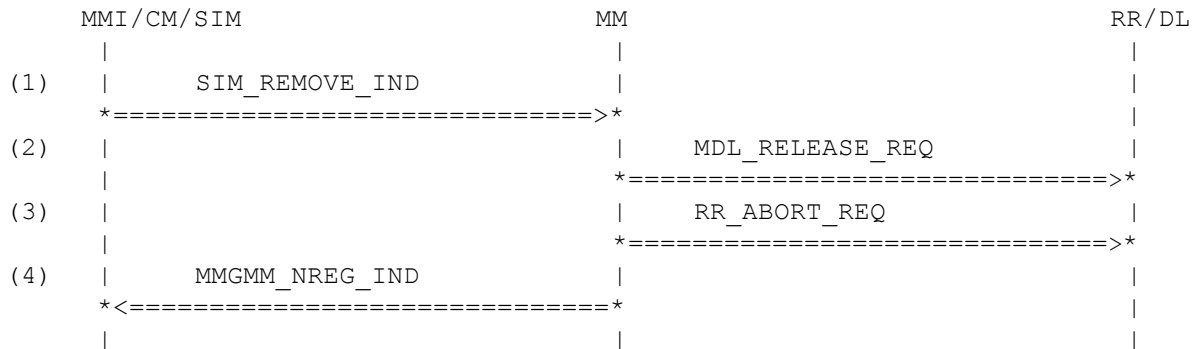 MMI/CM/SIM MM RR/DL
| | |
(1) | SIM_REMOVE_IND | |
*==============================>* |
(2) | | MDL_RELEASE_REQ |
| *==============================>*
(3) | | RR_ABORT_REQ |
| *==============================>*
(4) | MMGMM_NREG_IND | |
*<==============================* |
| | |